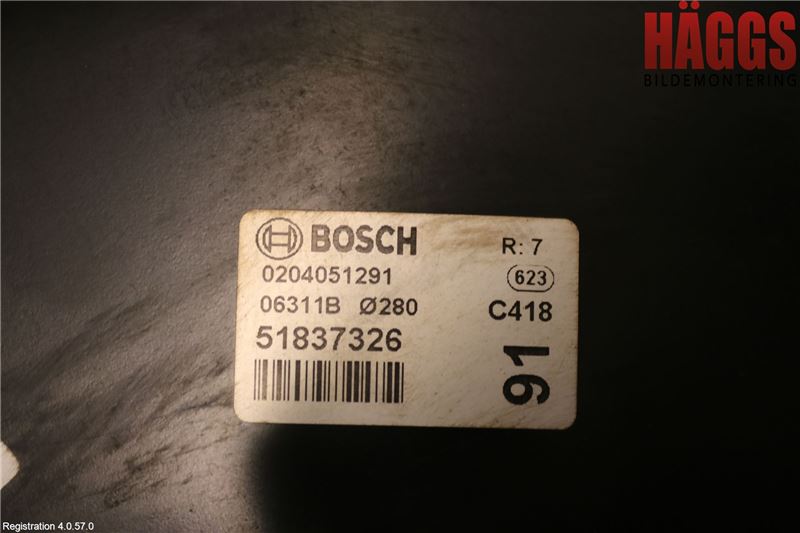 HÄGGS
BILDEMONTERING
BOSCH
R: 7
0204051291
623
06311B Ø280
C418
51837326
91
Registration 4.0.57.0